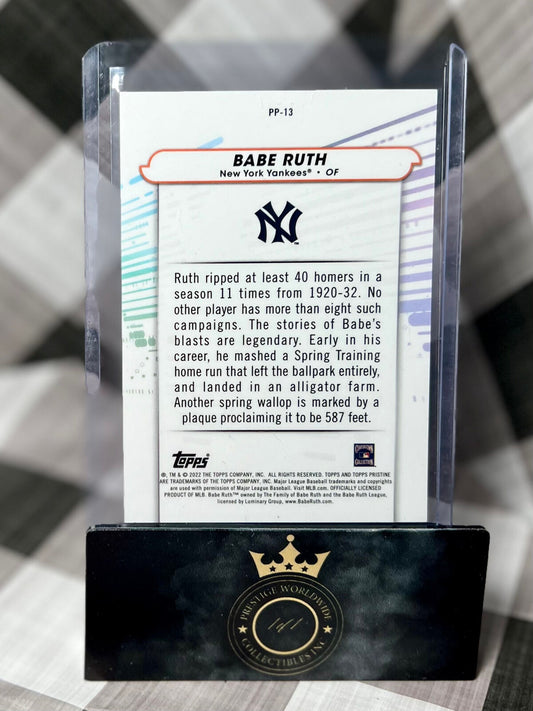 PP-13
BABE RUTH
New York Yankees® • OF
NY
Ruth ripped at least 40 homers in a
season 11 times from 1920-32. No
other player has more than eight such
campaigns. The stories of Babe's
blasts are legendary. Early in his
career, he mashed a Spring Training
home run that left the ballpark entirely,
and landed in an alligator farm.
Another spring wallop is marked by a
plaque proclaiming it to be 587 feet.
topps®
®, TM & © 2022 THE TOPPS COMPANY, INC. ALL RIGHTS RESERVED. TOPPS AND TOPPS PRISTINE
ARE TRADEMARKS OF THE TOPPS COMPANY, INC. Major League Baseball trademarks and copyrights
are used with permission of Major League Baseball. Visit MLB.com. OFFICIALLY LICENSED
PRODUCT OF MLB. Babe Ruth™ owned by The Family of Babe Ruth and the Babe Ruth League,
licensed by Luminary Group, www.BabeRuth.com.
PRESTIGE WORLDWIDE
1of1
COLLECTIBLES INC